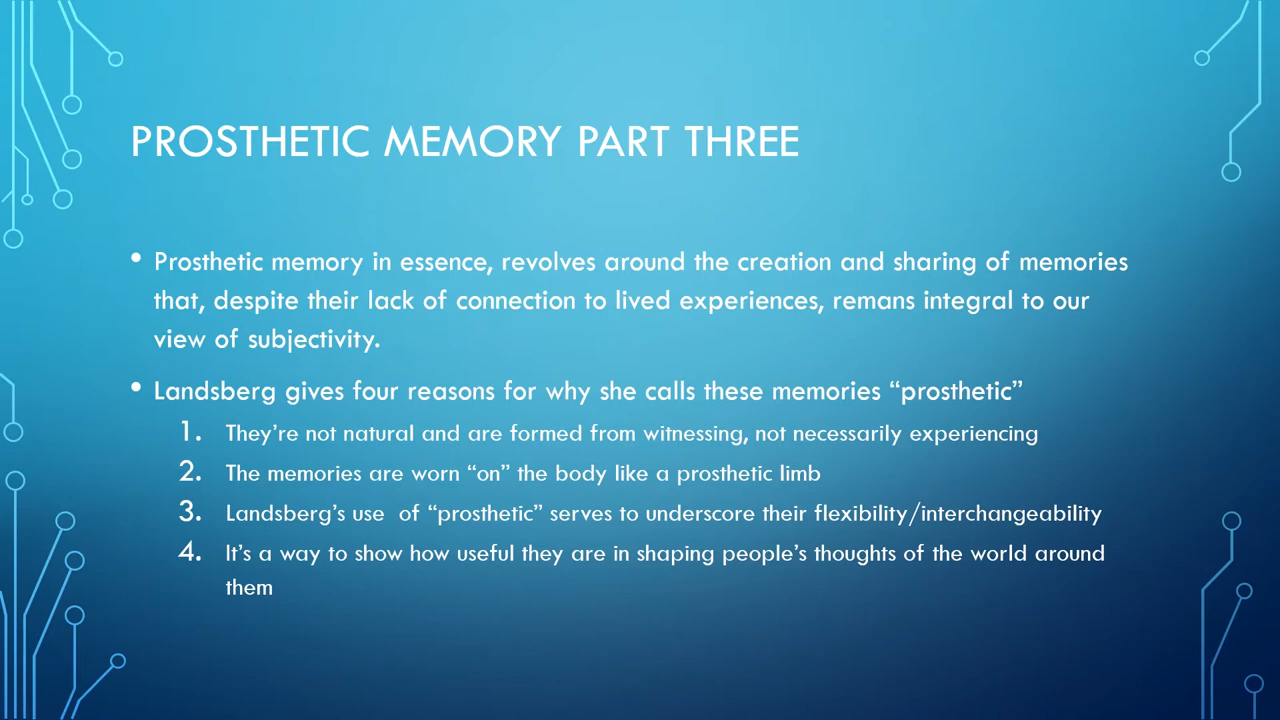 PROSTHETIC MEMORY PART THREE
• Prosthetic memory in essence, revolves around the creation and sharing of memories
that, despite their lack of connection to lived experiences, remans integral to our
view of subjectivity.
• Landsberg gives four reasons for why she calls these memories “prosthetic”
1. They’re not natural and are formed from witnessing, not necessarily experiencing
2. The memories are worn “on” the body like a prosthetic limb
3. Landsberg’s use  of “prosthetic” serves to underscore their flexibility/interchangeability
4. It’s a way to show how useful they are in shaping people’s thoughts of the world around
them